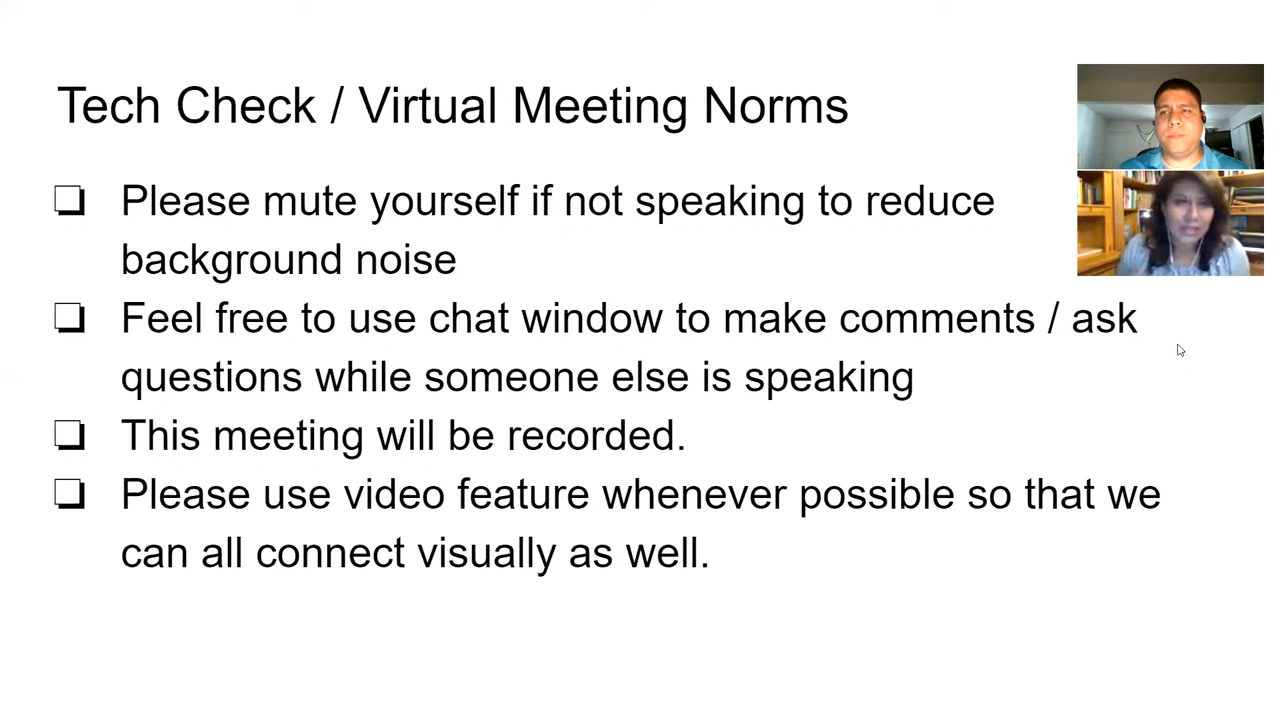 Tech Check / Virtual Meeting Norms
❏ Please mute yourself if not speaking to reduce
background noise
❏ Feel free to use chat window to make comments / ask
questions while someone else is speaking
❏ This meeting will be recorded.
❏ Please use video feature whenever possible so that we
can all connect visually as well.